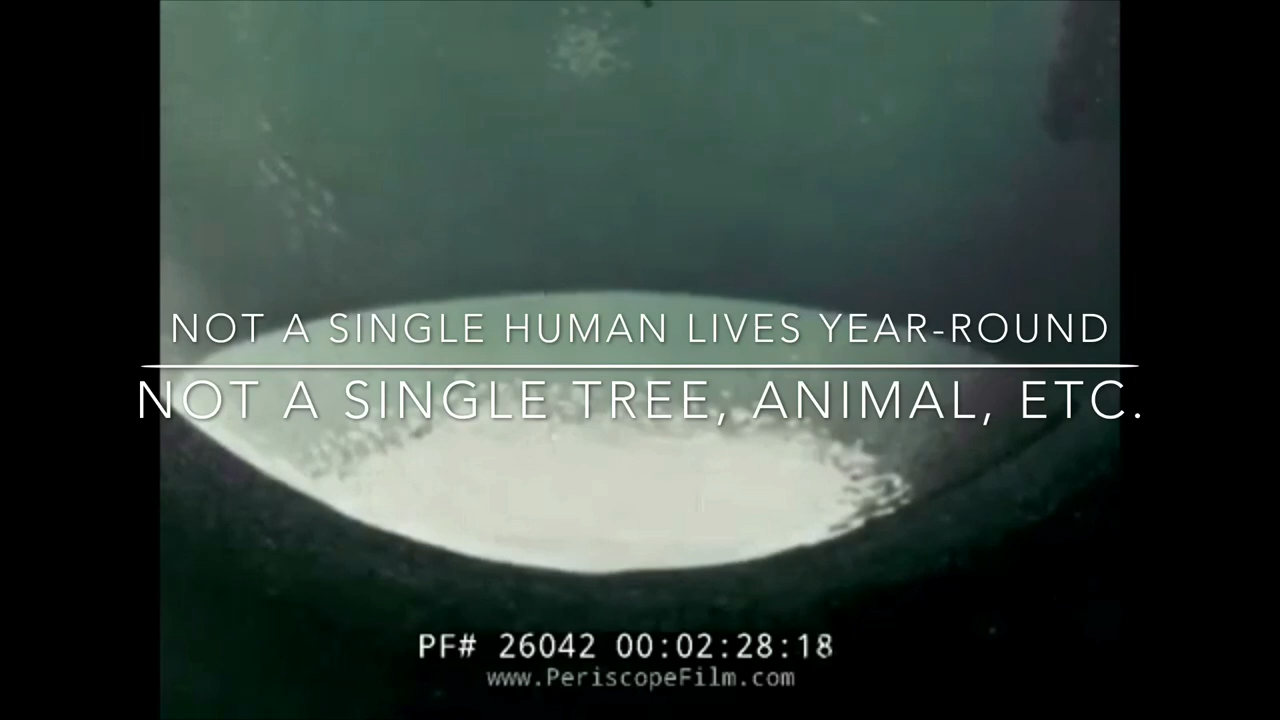 NOT A SINGLE HUMAN LIVES YEAR-ROUND
NOT A SINGLE TREE, ANIMAL, ETC.
PF# 26042 00:02:28:18
www.PeriscopeFilm.com